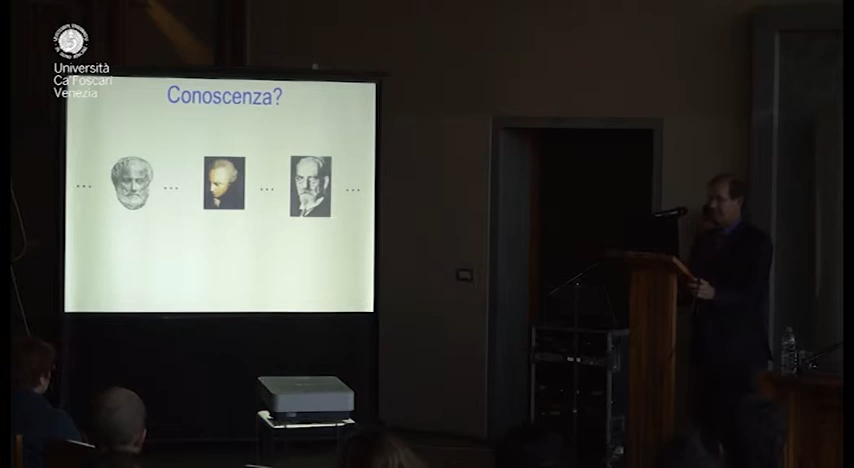 Università
Ca'Foscari
Venezia
Conoscenza?
... ... ... ...